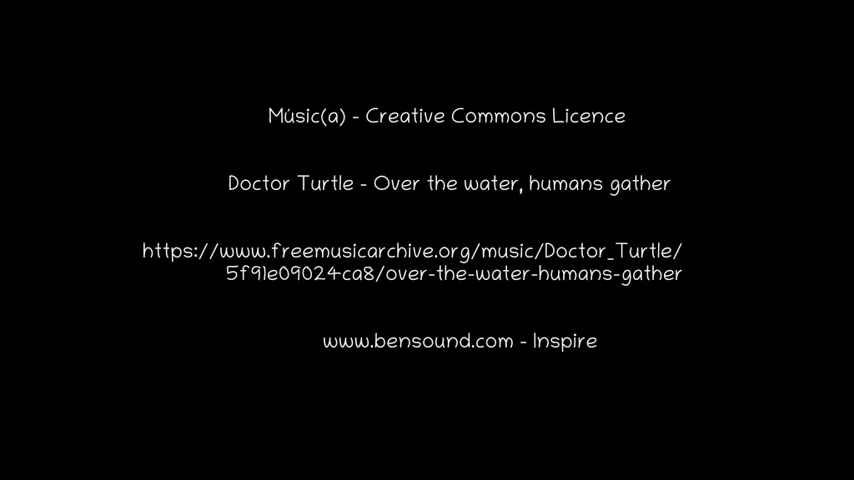 Músic(a) - Creative Commons Licence
Doctor Turtle - Over the water, humans gather
https://www.freemusicarchive.org/music/Doctor_Turtle/
5f91e09024ca8/over-the-water-humans-gather
www.bensound.com - Inspire